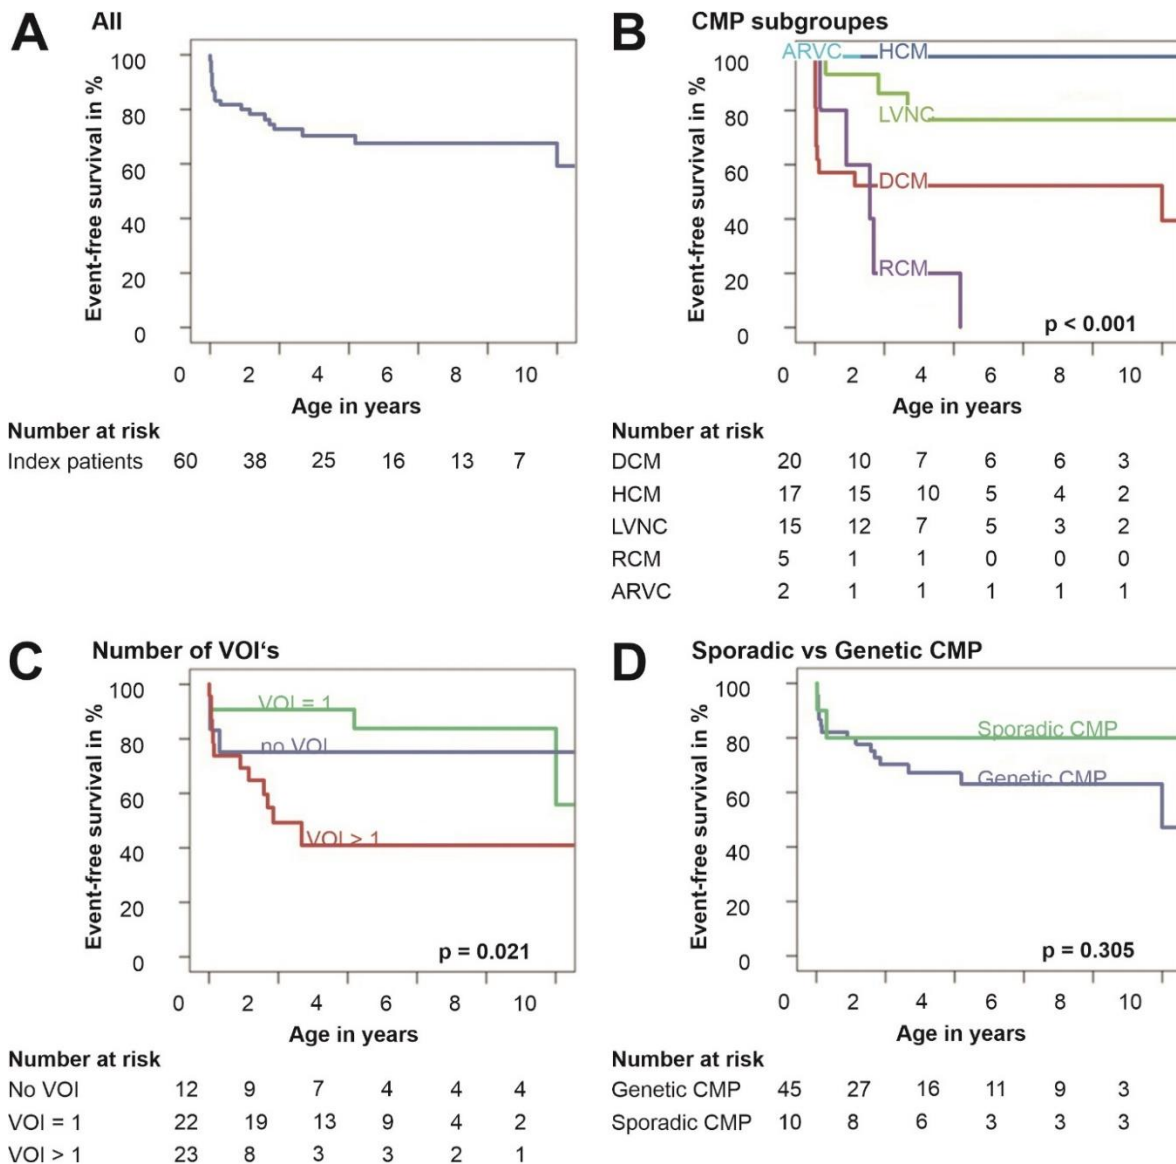 A All
Event-free survival in %
100
80
60
40
20
0
0 2 4 6 8 10
Age in years
Number at risk
Index patients 60 38 25 16 13 7
B CMP subgroupes
Event-free survival in %
100
80
60
40
20
0
ARVC HCM
LVNC
DCM
RCM
p < 0.001
0 2 4 6 8 10
Age in years
Number at risk
DCM 20 10 7 6 6 3
HCM 17 15 10 5 4 2
LVNC 15 12 7 5 3 2
RCM 5 1 1 0 0 0
ARVC 2 1 1 1 1 1
C Number of VOI‘s
Event-free survival in %
100
80
60
40
20
0
VOI = 1
no VOI
VOI > 1
p = 0.021
0 2 4 6 8 10
Age in years
Number at risk
No VOI 12 9 7 4 4 4
VOI = 1 22 19 13 9 4 2
VOI > 1 23 8 3 3 2 1
D Sporadic vs Genetic CMP
Event-free survival in %
100
80
60
40
20
0
Sporadic CMP
Genetic CMP
p = 0.305
0 2 4 6 8 10
Age in years
Number at risk
Genetic CMP 45 27 16 11 9 3
Sporadic CMP 10 8 6 3 3 3